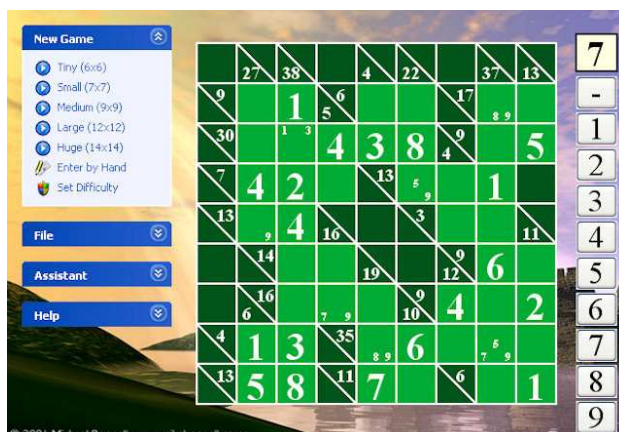 New Game
Tiny (6x6)
Small (7x7)
Medium (9x9)
Large (12x12)
Huge (14x14)
Enter by Hand
Set Difficulty
File
Assistant
Help
27 38 4 22 37 13
9 1 6 5 17 8 9
30 1 3 4 3 8 9 4 5
7 4 2 13 5 9 1
13 9 4 16 3 11
14 19 9 12 6
16 6 7 9 9 10 4 2
4 1 3 35 8 9 6 5 7 9
13 5 8 11 7 6 1
7
-
1
2
3
4
5
6
7
8
9